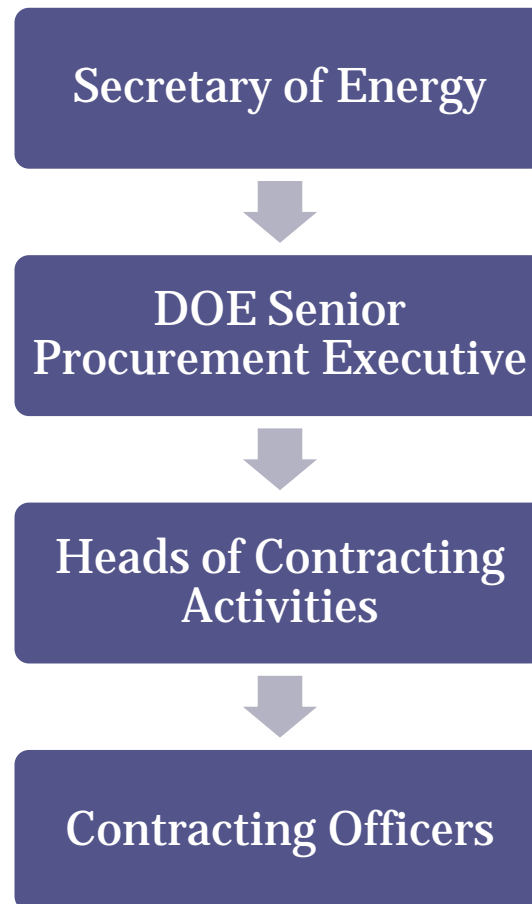 Secretary of Energy
DOE Senior
Procurement Executive
Heads of Contracting
Activities
Contracting Officers